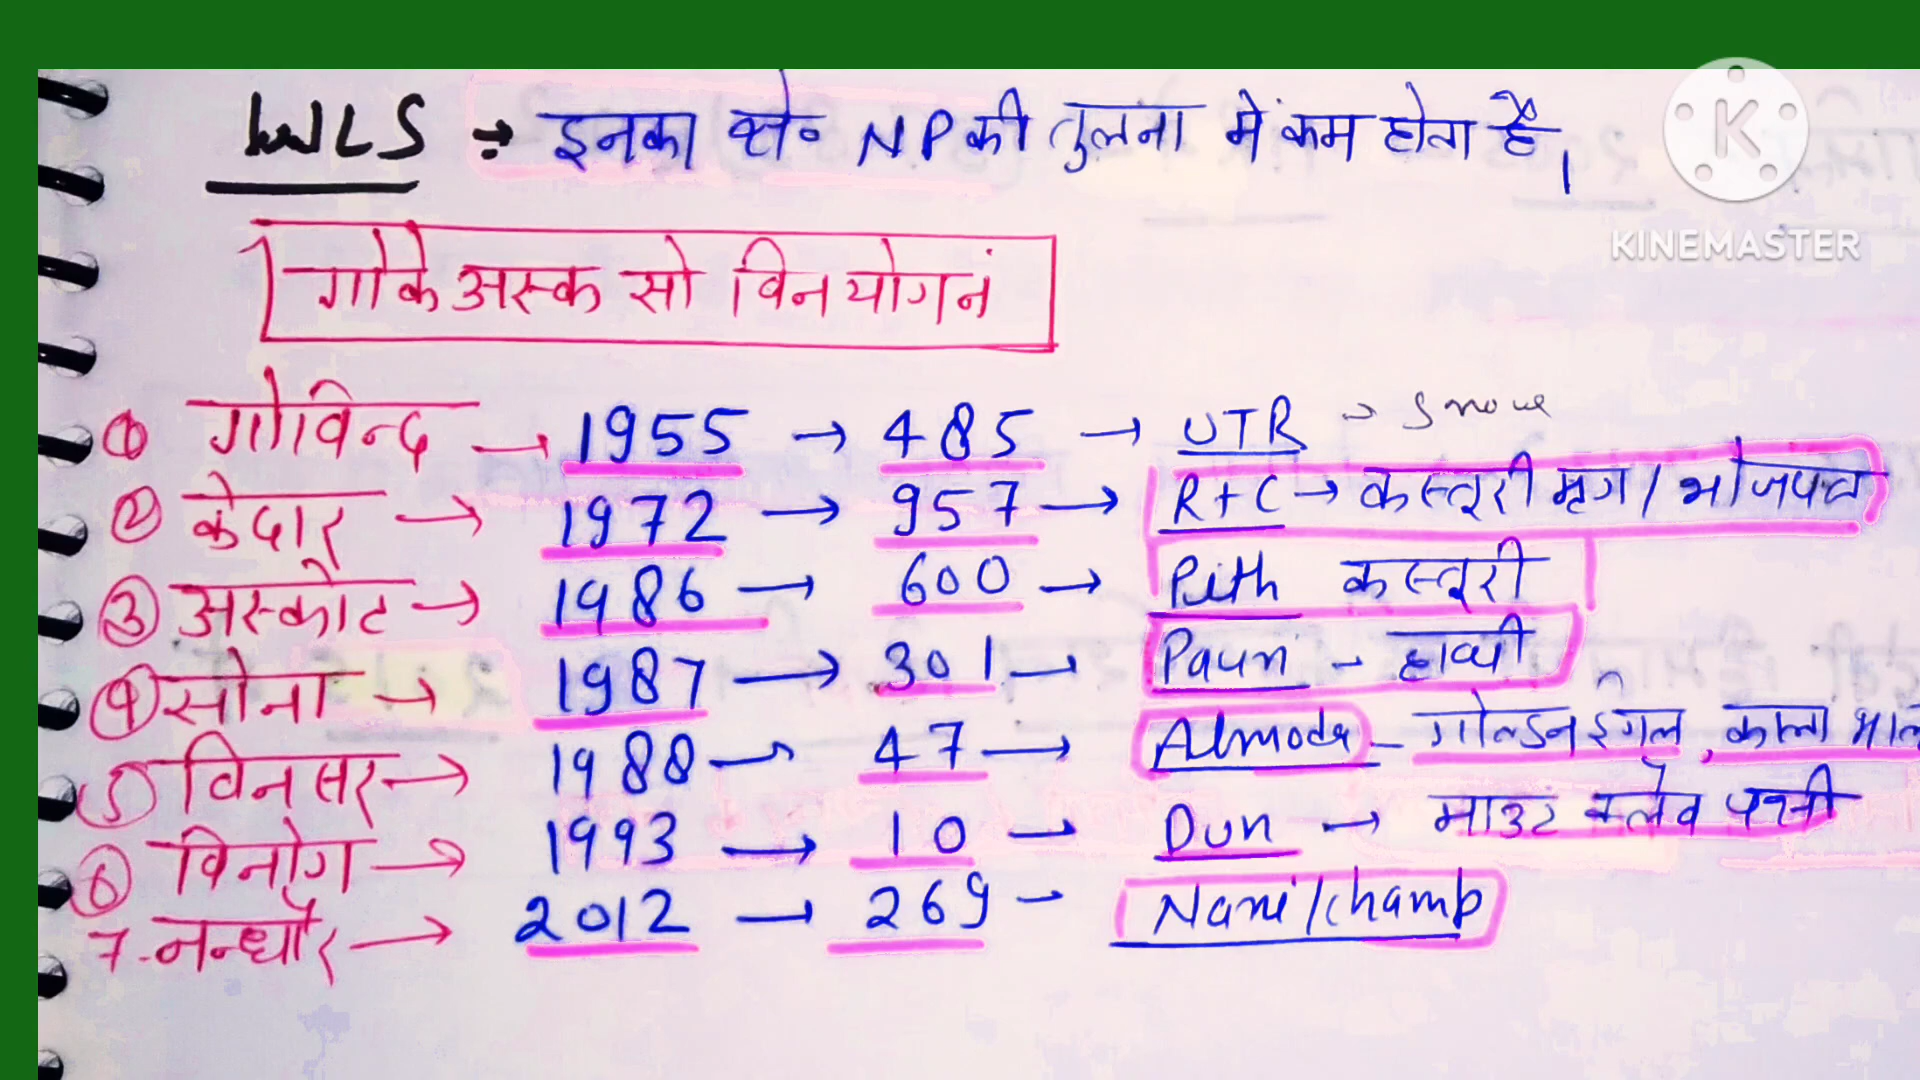 WLS → इनका क्षे० NP की तुलना में कम होता है।
KINEMASTER
गोके अस्क सो विन योगनं
① गोविन्द → 1955 → 485 → UTR → Snow
② केदार → 1972 → 957 → R+C → कस्तूरी मृग / भोजपत्र
③ अस्कोट → 1986 → 600 → Pith कस्तूरी
④ सोना → 1987 → 301 → Pauri - हाथी
⑤ विनसर → 1988 → 47 → Almoda - गोल्डन ईगल, काला भालू
⑥ विनोग → 1993 → 10 → Dun → माउंट क्लेव पक्षी
7. नन्धौर → 2012 → 269 - Nani/champ